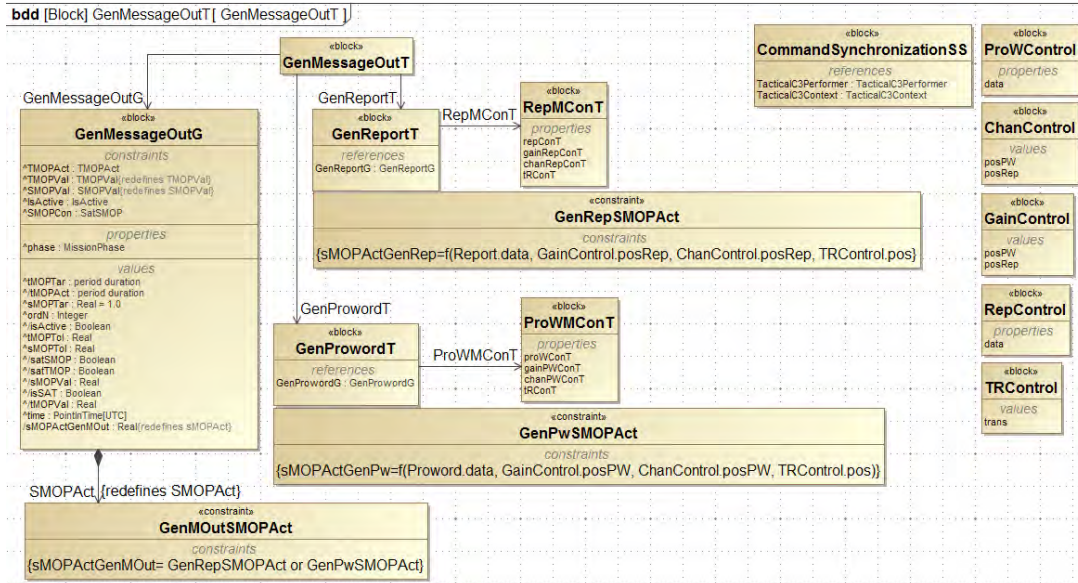 bdd [Block] GenMessageOutT[ GenMessageOutT ]
«block»
GenMessageOutT
GenMessageOutG
GenReportT
GenProwordT
«block»
GenMessageOutG
constraints
^TMOPAct : TMOPAct
^TMOPVal : TMOPVal{redefines TMOPVal}
^SMOPVal : SMOPVal{redefines SMOPVal}
^IsActive : IsActive
^SMOPCon : SatSMOP
properties
^phase : MissionPhase
values
^tMOPTar : period duration
^/tMOPAct : period duration
^sMOPTar : Real = 1.0
^ordN : Integer
^/isActive : Boolean
^tMOPTol : Real
^sMOPTol : Real
^/satSMOP : Boolean
^/satTMOP : Boolean
^/sMOPVal : Real
^/isSAT : Boolean
^/tMOPVal : Real
^time : PointInTime[UTC]
/sMOPActGenMOut : Real{redefines sMOPAct}
SMOPAct {redefines SMOPAct}
«constraint»
GenMOutSMOPAct
constraints
{sMOPActGenMOut= GenRepSMOPAct or GenPwSMOPAct}
«block»
GenReportT
references
GenReportG : GenReportG
RepMConT
«block»
RepMConT
properties
repConT
gainRepConT
chanRepConT
tRConT
«constraint»
GenRepSMOPAct
constraints
{sMOPActGenRep=f(Report.data, GainControl.posRep, ChanControl.posRep, TRControl.pos}
«block»
GenProwordT
references
GenProwordG : GenProwordG
ProWMConT
«block»
ProWMConT
properties
proWConT
gainPWConT
chanPWConT
tRConT
«constraint»
GenPwSMOPAct
constraints
{sMOPActGenPw=f(Proword.data, GainControl.posPW, ChanControl.posPW, TRControl.pos)}
«block»
CommandSynchronizationSS
references
TacticalC3Performer : TacticalC3Performer
TacticalC3Context : TacticalC3Context
«block»
ProWControl
properties
data
«block»
ChanControl
values
posPW
posRep
«block»
GainControl
values
posPW
posRep
«block»
RepControl
properties
data
«block»
TRControl
values
trans